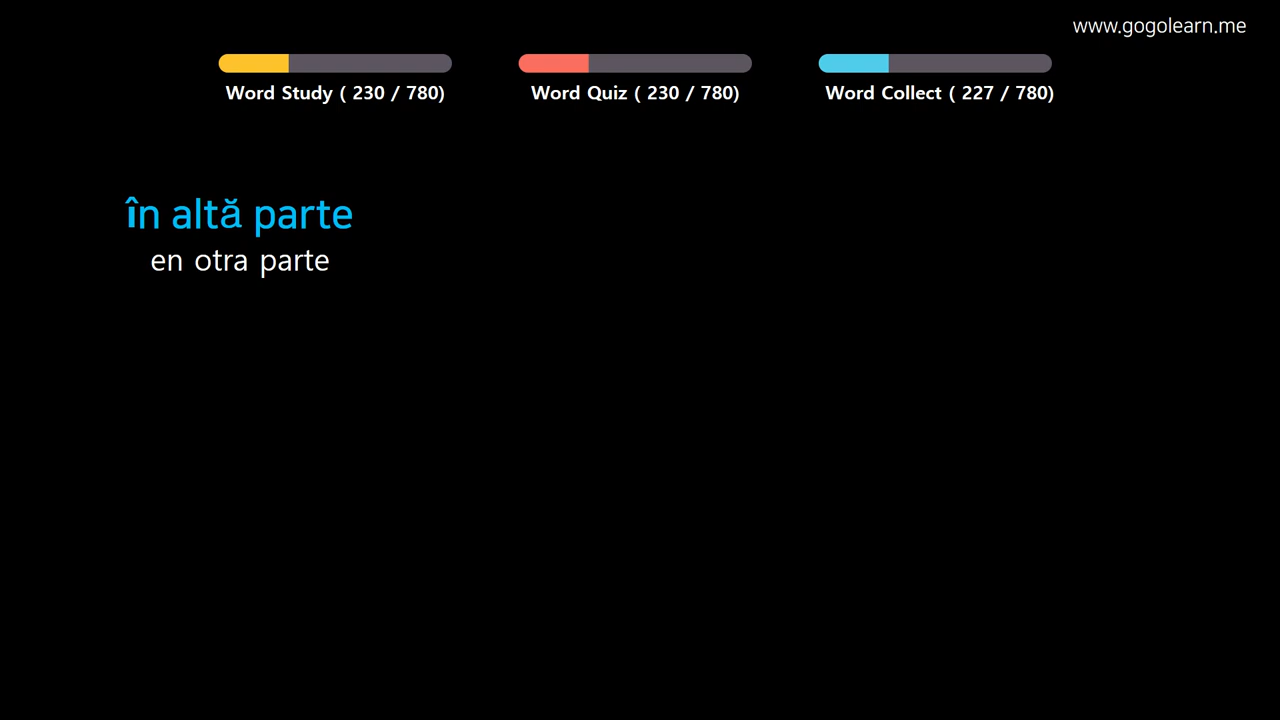 www.gogolearn.me
Word Study ( 230 / 780)
Word Quiz ( 230 / 780)
Word Collect ( 227 / 780)
în altă parte
en otra parte